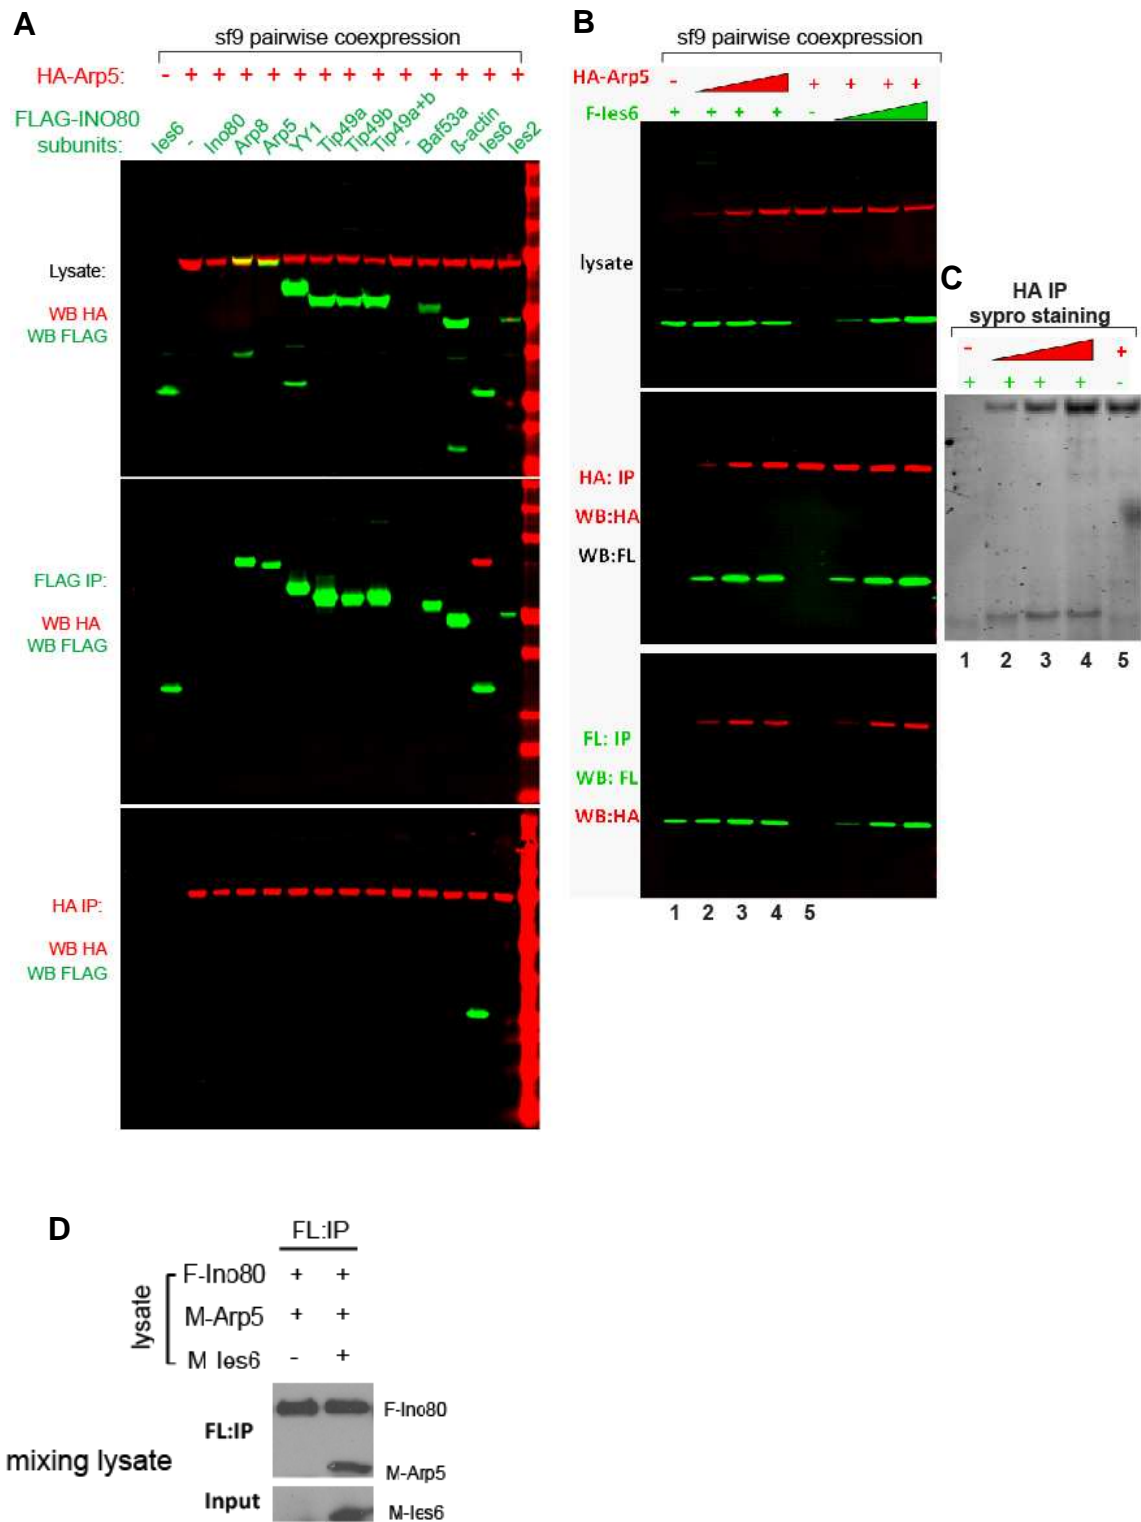 A
sf9 pairwise coexpression
HA-Arp5: - + + + + + + + + + + + + +
FLAG-INO80
subunits:
Ies6
-
Ino80
Arp8
Arp5
YY1
Tip49a
Tip49b
Tip49a+b
-
Baf53a
ß-actin
Ies6
Ies2
Lysate:
WB HA
WB FLAG
FLAG IP:
WB HA
WB FLAG
HA IP:
WB HA
WB FLAG
B
sf9 pairwise coexpression
HA-Arp5 - + + + +
F-Ies6 + + + + -
lysate
HA: IP
WB:HA
WB:FL
FL: IP
WB: FL
WB:HA
1 2 3 4 5
C
HA IP
sypro staining
- +
+ + + + -
1 2 3 4 5
D
FL:IP
lysate
F-Ino80 + +
M-Arp5 + +
M-Ies6 - +
FL:IP
F-Ino80
mixing lysate
M-Arp5
Input
M-Ies6